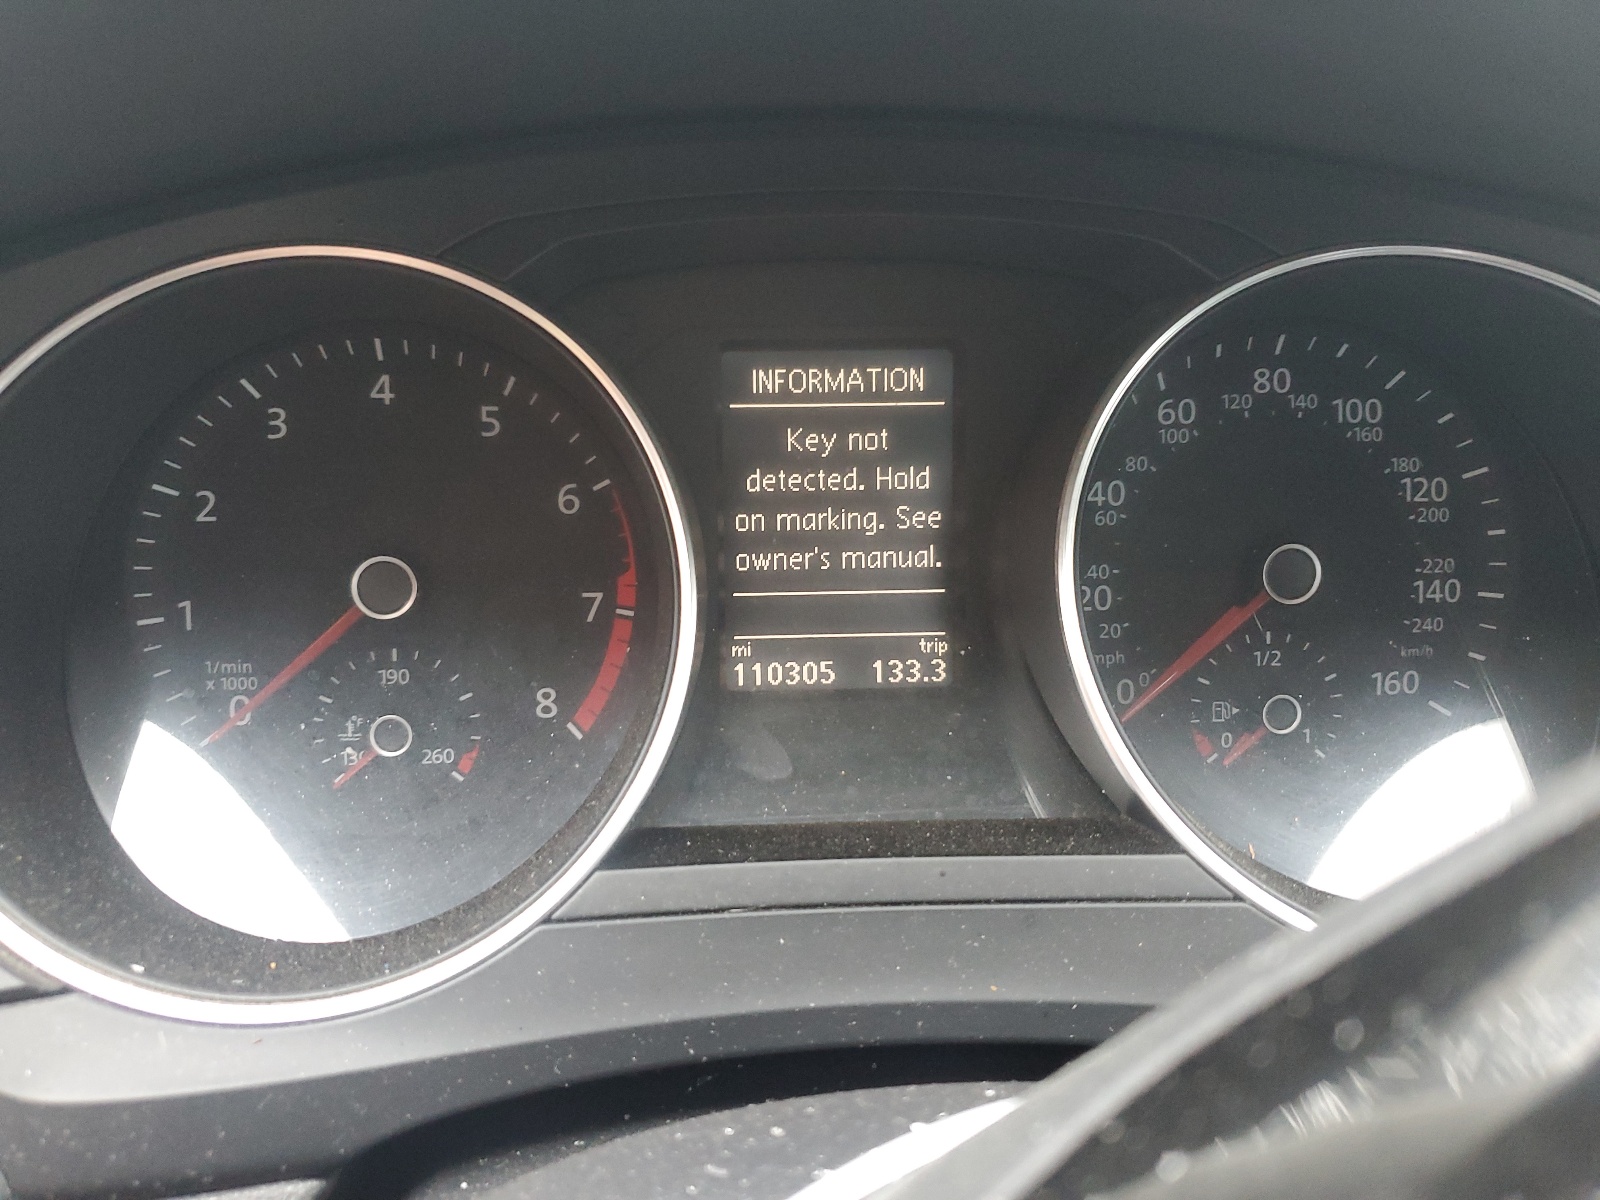 INFORMATION
Key not
detected. Hold
on marking. See
owner's manual.
mi trip
110305 133.3
0 1 2 3 4 5 6 7 8
1/min
x 1000
190
°F
260
0 20 40 60 80 100 120 140 160
mph
0 20 40 60 80 100 120 140 160 180 200 220 240
km/h
1/2
0 1